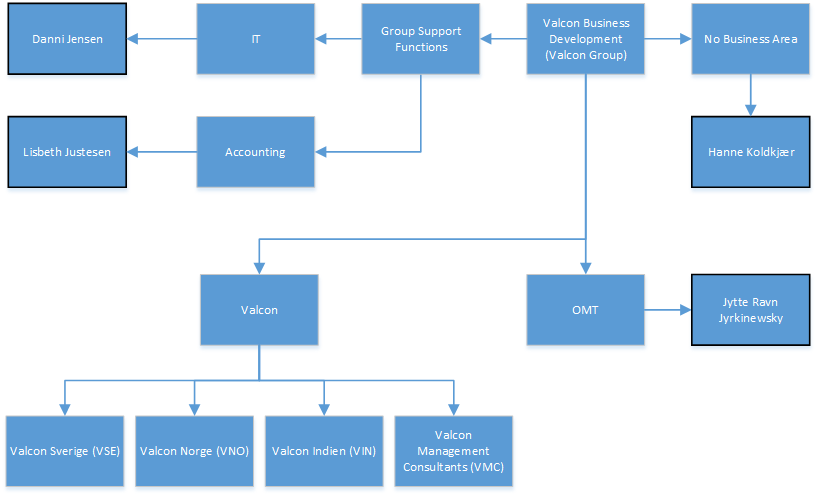 Danni Jensen
IT
Group Support
Functions
Valcon Business
Development
(Valcon Group)
No Business Area
Lisbeth Justesen
Accounting
Hanne Koldkjær
Valcon
OMT
Jytte Ravn
Jyrkinewsky
Valcon Sverige (VSE)
Valcon Norge (VNO)
Valcon Indien (VIN)
Valcon
Management
Consultants (VMC)